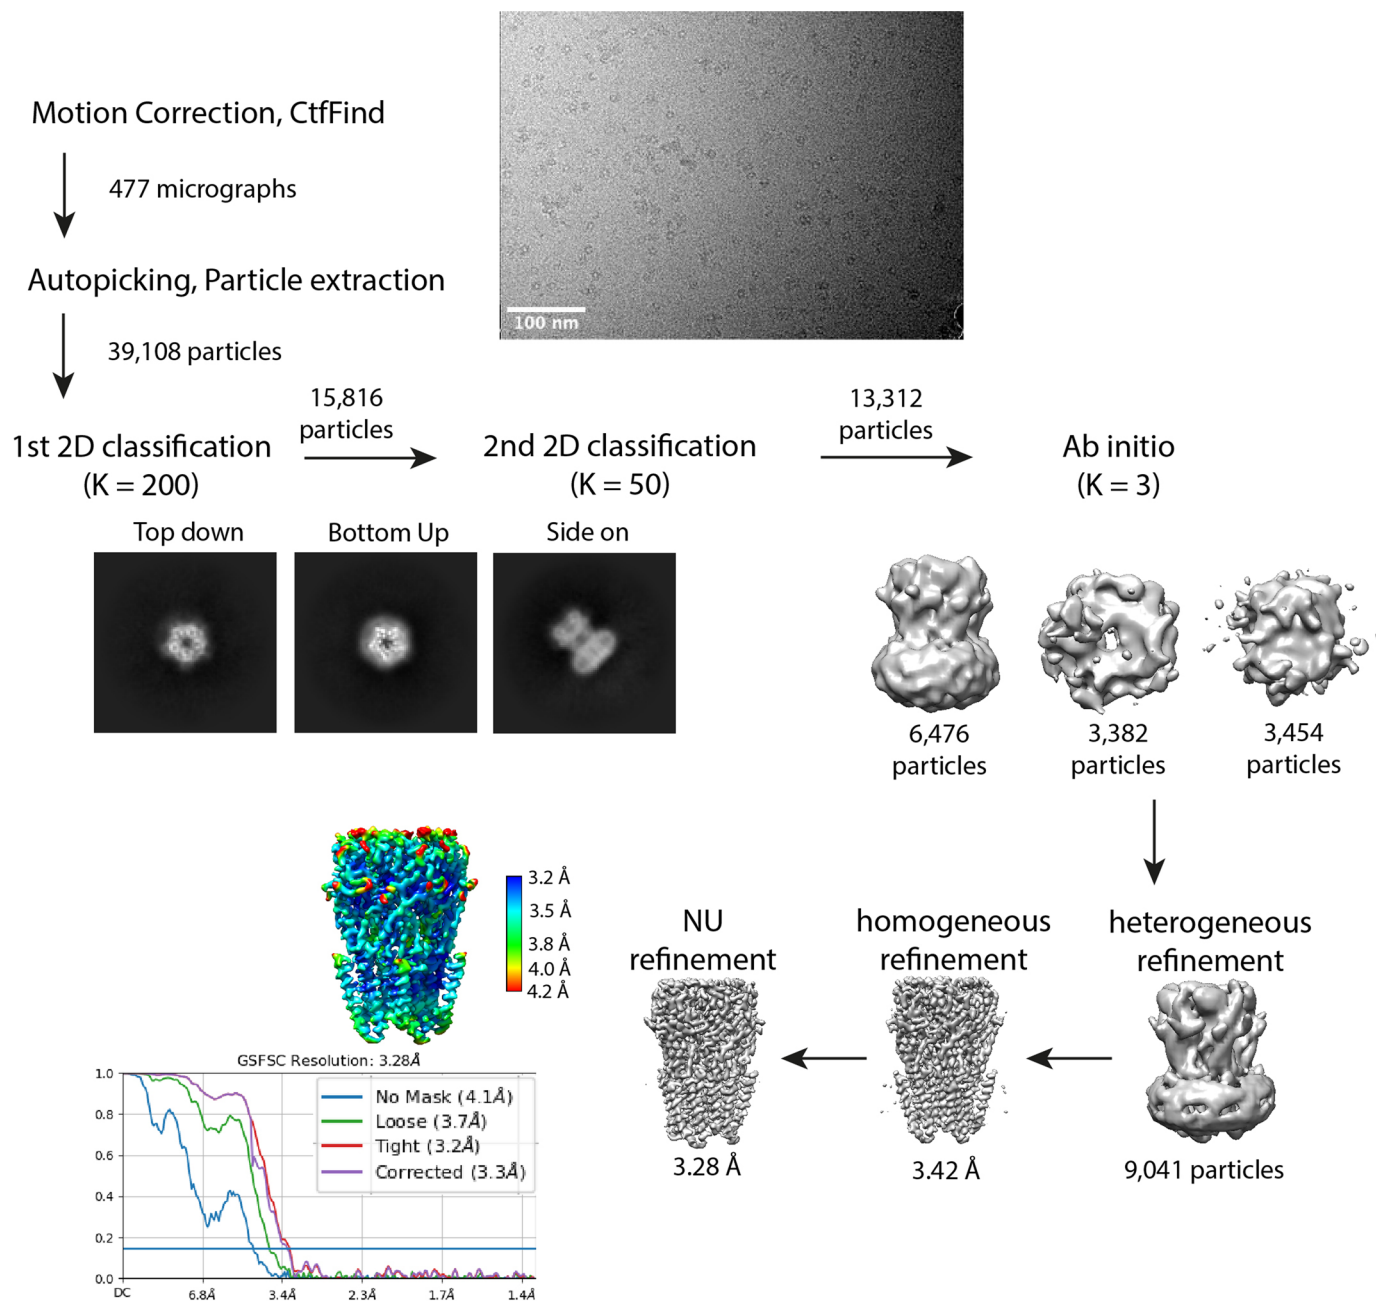 Motion Correction, CtfFind
477 micrographs
Autopicking, Particle extraction
100 nm
39,108 particles
1st 2D classification
(K = 200)
15,816
particles
2nd 2D classification
(K = 50)
13,312
particles
Ab initio
(K = 3)
Top down
Bottom Up
Side on
6,476
particles
3,382
particles
3,454
particles
3.2 Å
3.5 Å
3.8 Å
4.0 Å
4.2 Å
NU
refinement
3.28 Å
homogeneous
refinement
3.42 Å
heterogeneous
refinement
9,041 particles
GSFSC Resolution: 3.28Å
1.0
0.8
0.6
0.4
0.2
0.0
No Mask (4.1Å)
Loose (3.7Å)
Tight (3.2Å)
Corrected (3.3Å)
DC
6.8Å
3.4Å
2.3Å
1.7Å
1.4Å